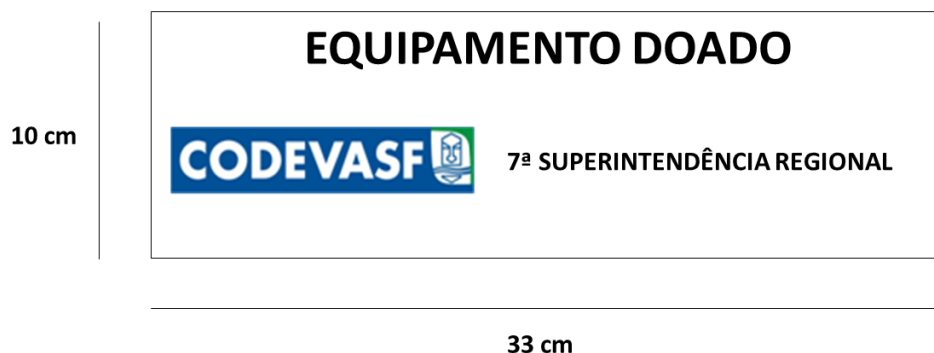 EQUIPAMENTO DOADO
10 cm
CODEVASF
7ª SUPERINTENDÊNCIA REGIONAL
33 cm